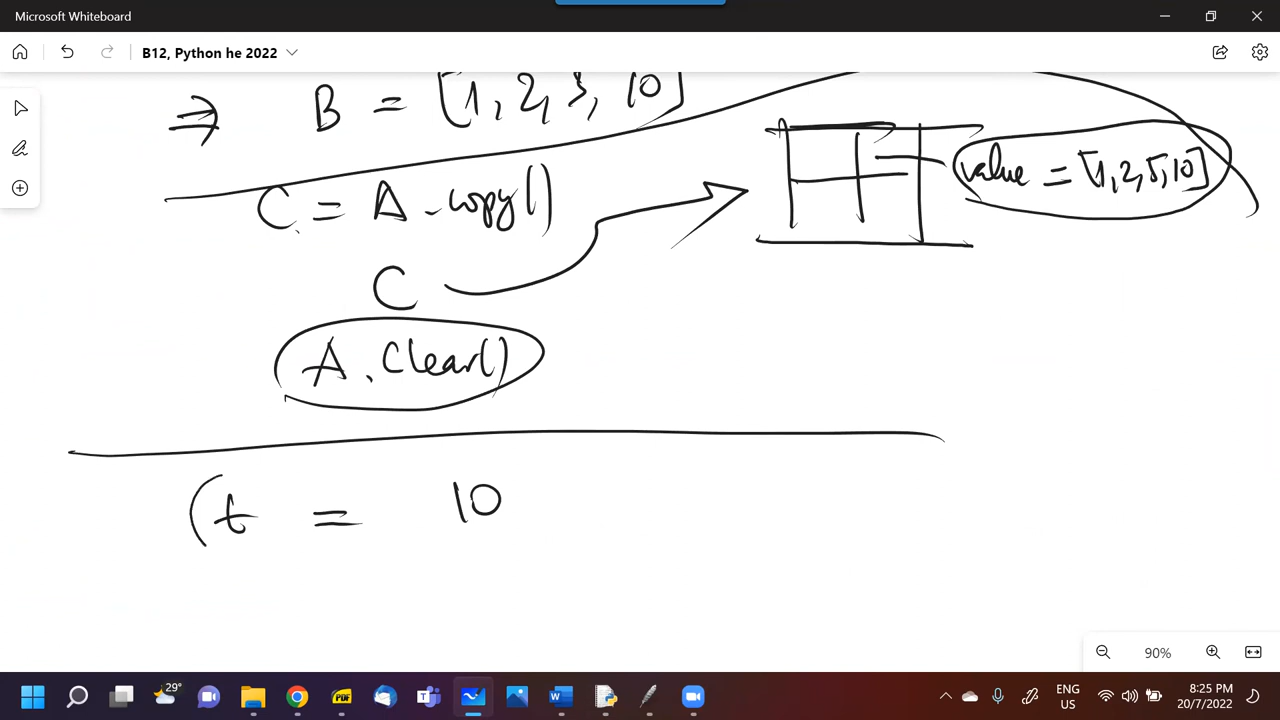 Microsoft Whiteboard
B12, Python he 2022
⇒ B = [1, 2, 3, 10]
value = [1, 2, 5, 10]
C = A.copy()
C
A.Clear()
(t = 10
90%
29°
ENG
US
8:25 PM
20/7/2022